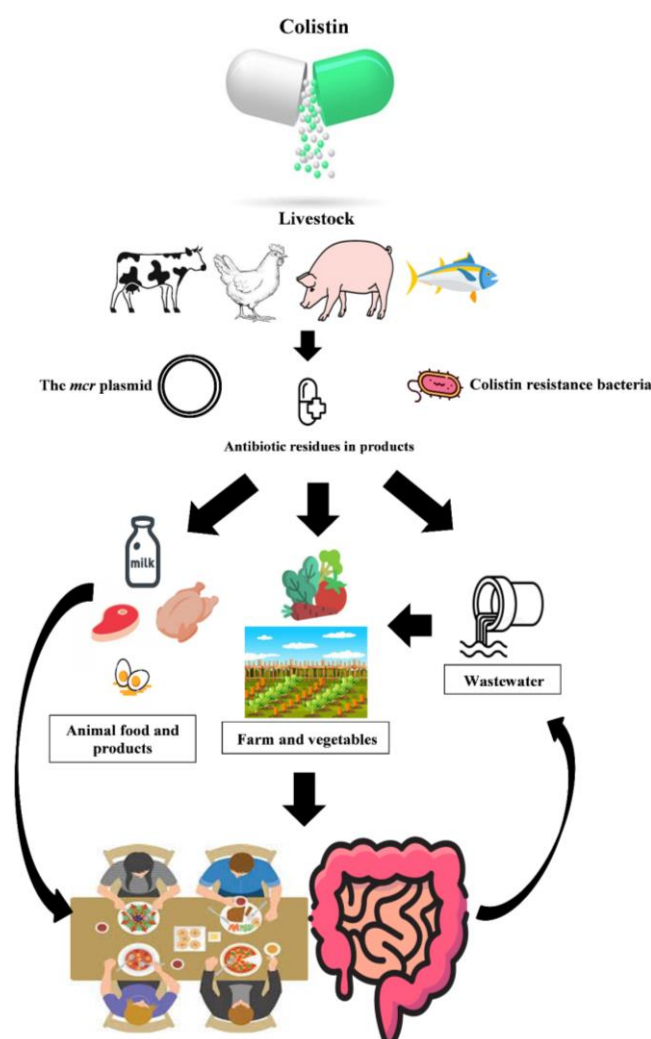 Colistin
Livestock
The mcr plasmid
Colistin resistance bacteria
Antibiotic residues in products
milk
Wastewater
Animal food and
products
Farm and vegetables